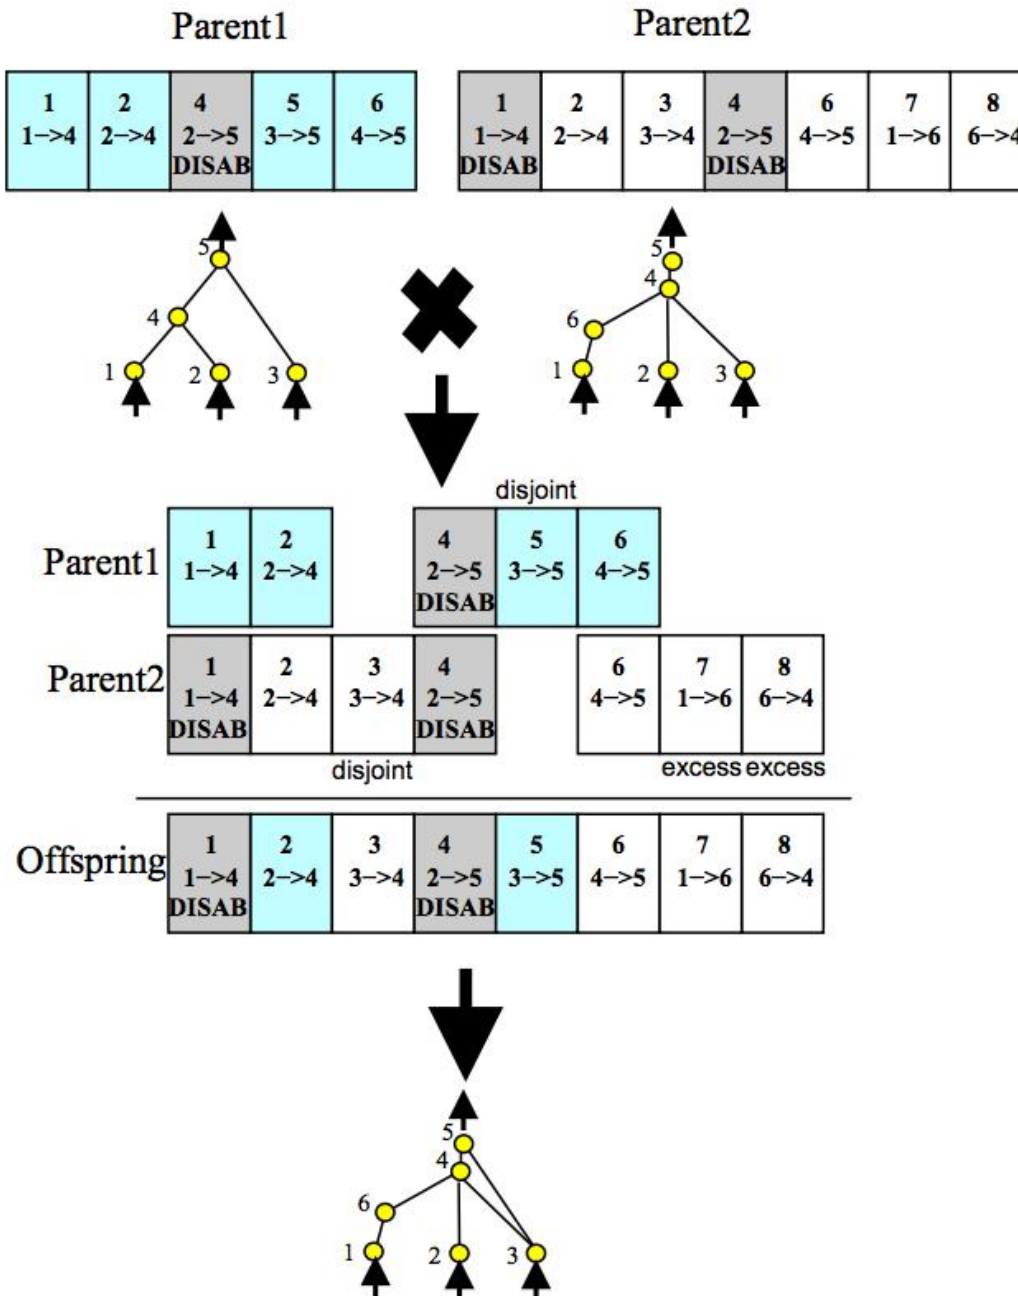 Parent1
Parent2
1 2 4 5 6
1->4 2->4 2->5 3->5 4->5
DISAB
1 2 3 4 6 7 8
1->4 2->4 3->4 2->5 4->5 1->6 6->4
DISAB DISAB
5
4
1 2 3
5
4
6
1 2 3
disjoint
Parent1
1 2 4 5 6
1->4 2->4 2->5 3->5 4->5
DISAB
Parent2
1 2 3 4 6 7 8
1->4 2->4 3->4 2->5 4->5 1->6 6->4
DISAB DISAB
disjoint excess excess
Offspring
1 2 3 4 5 6 7 8
1->4 2->4 3->4 2->5 3->5 4->5 1->6 6->4
DISAB DISAB
5
4
6
1 2 3